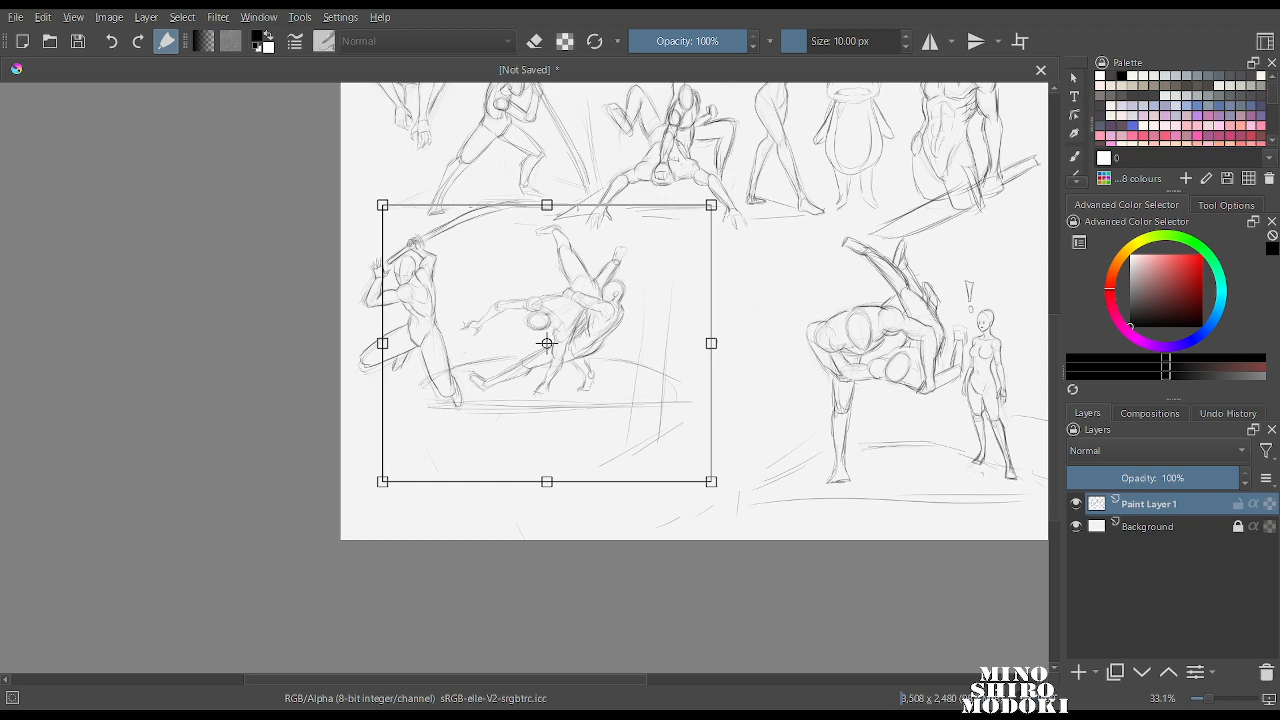 File Edit View Image Layer Select Filter Window Tools Settings Help
Normal
Opacity: 100%
Size: 10.00 px
[Not Saved] *
Palette
0
...8 colours
Advanced Color Selector
Tool Options
Advanced Color Selector
!
Layers
Compositions
Undo History
Layers
Normal
Opacity: 100%
Paint Layer 1
Background
RGB/Alpha (8-bit integer/channel) sRGB-elle-V2-srgbtrc.icc
3,508 x 2,480
33.1%
MINO
SHIRO
MODOKI